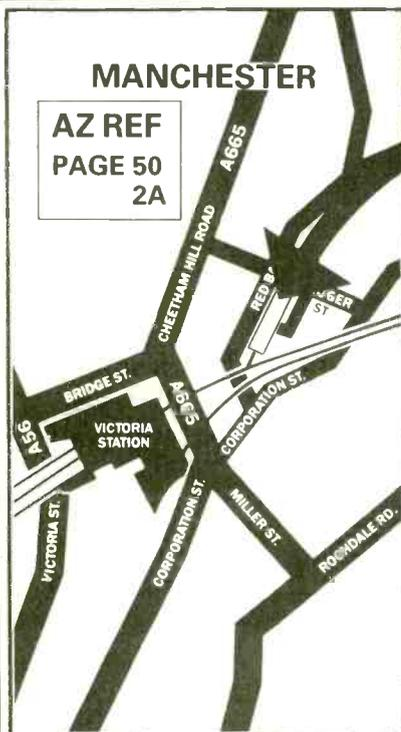 MANCHESTER
AZ REF
PAGE 50
2A
A665
CHEETHAM HILL ROAD
RED
ST
BRIDGE ST.
A665
CORPORATION ST.
A56
VICTORIA
STATION
VICTORIA ST.
CORPORATION ST.
MILLER ST.
ROCHDALE RD.